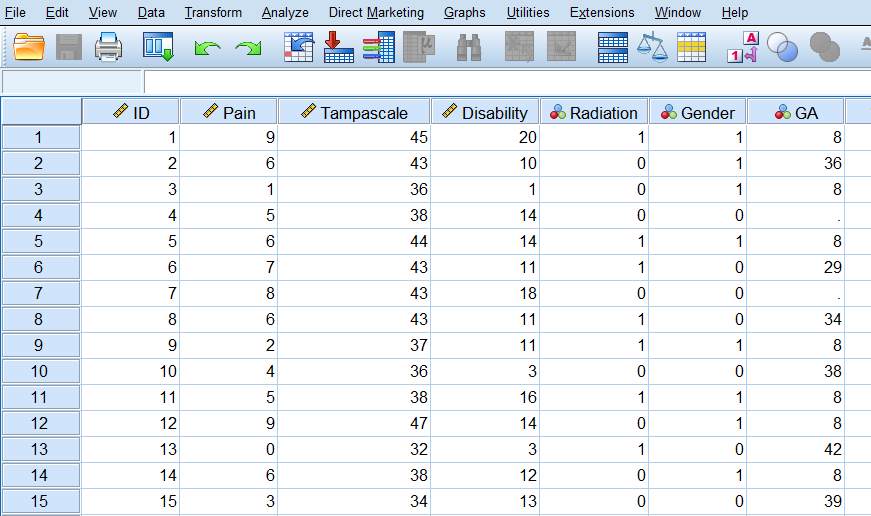 File Edit View Data Transform Analyze Direct Marketing Graphs Utilities Extensions Window Help
μ 1 A A
ID Pain Tampascale Disability Radiation Gender GA
1 1 9 45 20 1 1 8
2 2 6 43 10 0 1 36
3 3 1 36 1 0 1 8
4 4 5 38 14 0 0 .
5 5 6 44 14 1 1 8
6 6 7 43 11 1 0 29
7 7 8 43 18 0 0 .
8 8 6 43 11 1 0 34
9 9 2 37 11 1 1 8
10 10 4 36 3 0 0 38
11 11 5 38 16 1 1 8
12 12 9 47 14 0 1 8
13 13 0 32 3 1 0 42
14 14 6 38 12 0 1 8
15 15 3 34 13 0 0 39